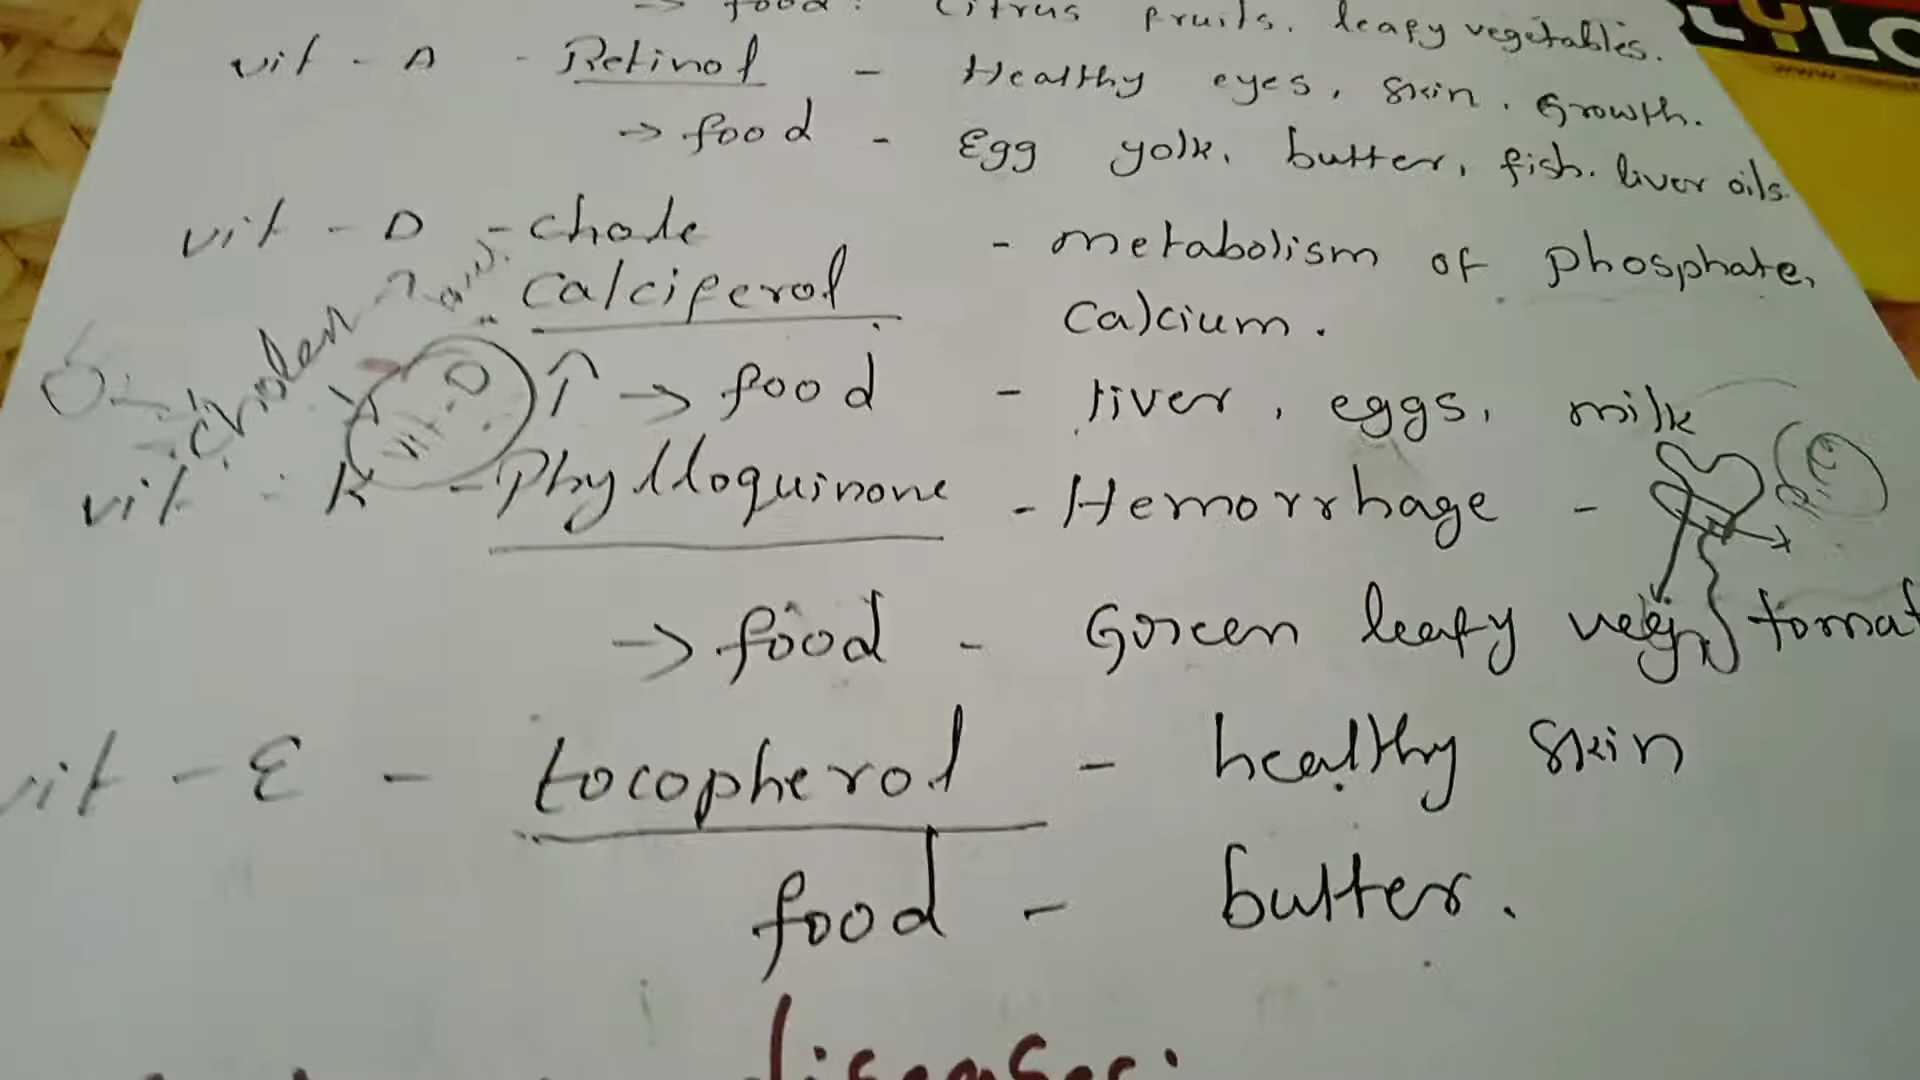 → food: Citrus fruits. leafy vegetables.
vit - A - Retinol - Healthy eyes, skin. Growth.
→ food - Egg yolk, butter, fish. liver oils.
vit - D - Chole
Calciferol - metabolism of phosphate,
Calcium.
→ food - liver, eggs, milk
vit - K - Phylloquinone - Hemorrhage -
→ food - Green leafy veg, tomat
vit - E - tocopherol - healthy skin
food - butter.
diseases: